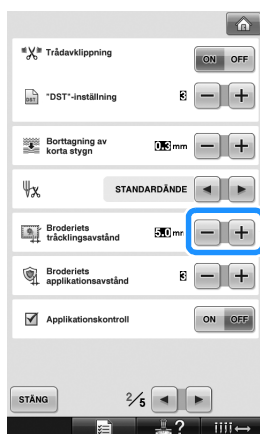 Trådavklippning
ON OFF
DST
"DST"-inställning
3
Borttagning av
korta stygn
0.3 mm
STANDARDÄNDE
Broderiets
tråcklingsavstånd
5.0 mm
Broderiets
applikationsavstånd
3
Applikationskontroll
ON OFF
STÄNG
2/5
?